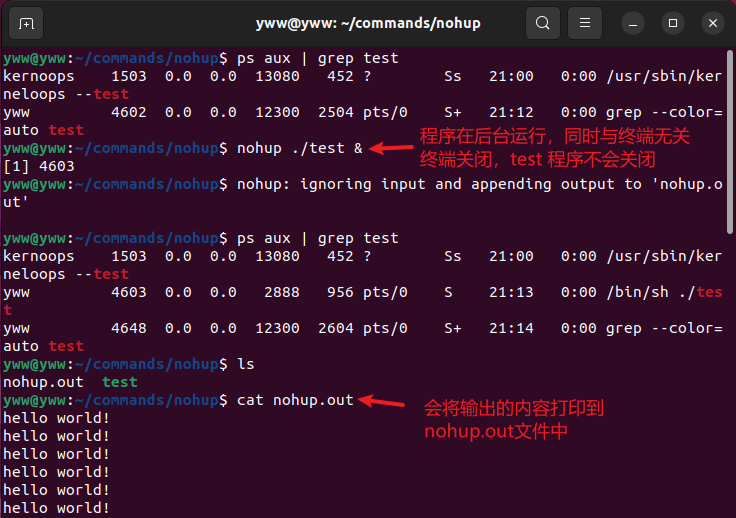 yww@yww: ~/commands/nohup
yww@yww:~/commands/nohup$ ps aux | grep test
kernoops    1503  0.0  0.0  13080   452 ?        Ss   21:00   0:00 /usr/sbin/ker
neloops --test
yww         4602  0.0  0.0  12300  2504 pts/0    S+   21:12   0:00 grep --color=
auto test
yww@yww:~/commands/nohup$ nohup ./test &
程序在后台运行，同时与终端无关
终端关闭，test 程序不会关闭
[1] 4603
yww@yww:~/commands/nohup$ nohup: ignoring input and appending output to 'nohup.o
ut'
yww@yww:~/commands/nohup$ ps aux | grep test
kernoops    1503  0.0  0.0  13080   452 ?        Ss   21:00   0:00 /usr/sbin/ker
neloops --test
yww         4603  0.0  0.0   2888   956 pts/0    S    21:13   0:00 /bin/sh ./tes
t
yww         4648  0.0  0.0  12300  2604 pts/0    S+   21:14   0:00 grep --color=
auto test
yww@yww:~/commands/nohup$ ls
nohup.out  test
yww@yww:~/commands/nohup$ cat nohup.out
会将输出的内容打印到
nohup.out文件中
hello world!
hello world!
hello world!
hello world!
hello world!
hello world!